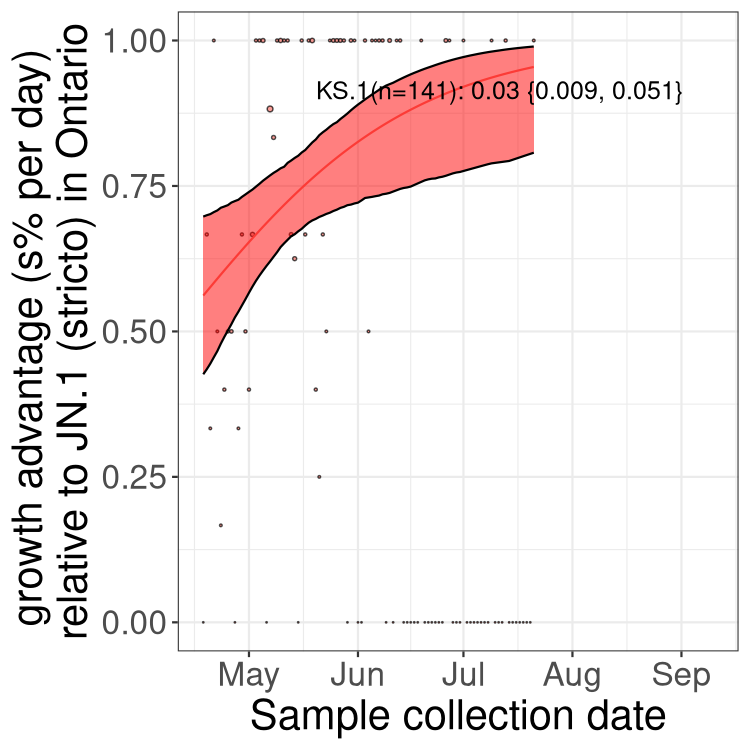 growth advantage (s% per day)
relative to JN.1 (stricto) in Ontario
1.00
0.75
0.50
0.25
0.00
KS.1(n=141): 0.03 {0.009, 0.051}
May Jun Jul Aug Sep
Sample collection date